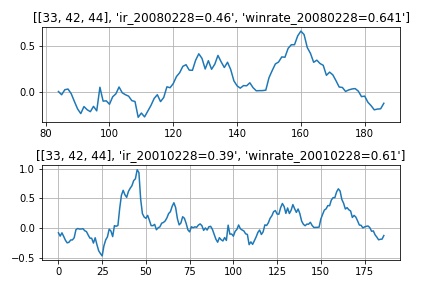 [[33, 42, 44], 'ir_20080228=0.46', 'winrate_20080228=0.641']
0.5
0.0
80 100 120 140 160 180
[[33, 42, 44], 'ir_20010228=0.39', 'winrate_20010228=0.61']
1.0
0.5
0.0
−0.5
0 25 50 75 100 125 150 175